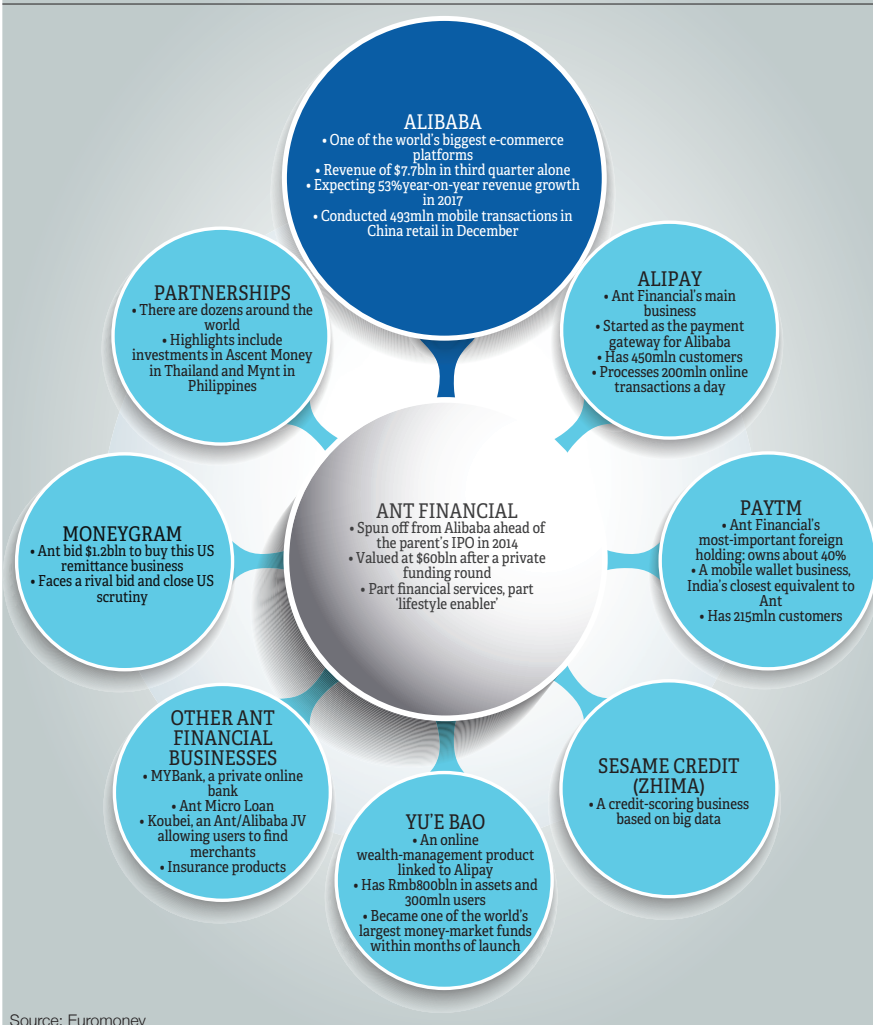 ALIBABA
• One of the world's biggest e-commerce
platforms
• Revenue of $7.7bln in third quarter alone
• Expecting 53%year-on-year revenue growth
in 2017
• Conducted 493mln mobile transactions in
China retail in December
PARTNERSHIPS
• There are dozens around the
world
• Highlights include
investments in Ascent Money
in Thailand and Mynt in
Philippines
ALIPAY
• Ant Financial's main
business
• Started as the payment
gateway for Alibaba
• Has 450mln customers
• Processes 200mln online
transactions a day
MONEYGRAM
• Ant bid $1.2bln to buy this US
remittance business
• Faces a rival bid and close US
scrutiny
ANT FINANCIAL
• Spun off from Alibaba ahead of
the parent's IPO in 2014
• Valued at $60bln after a private
funding round
• Part financial services, part
'lifestyle enabler'
PAYTM
• Ant Financial's
most-important foreign
holding: owns about 40%
• A mobile wallet business,
India's closest equivalent to
Ant
• Has 215mln customers
OTHER ANT
FINANCIAL
BUSINESSES
• MYBank, a private online
bank
• Ant Micro Loan
• Koubei, an Ant/Alibaba JV
allowing users to find
merchants
• Insurance products
YU'E BAO
• An online
wealth-management product
linked to Alipay
• Has Rmb800bln in assets and
300mln users
• Became one of the world's
largest money-market funds
within months of launch
SESAME CREDIT
(ZHIMA)
• A credit-scoring business
based on big data
Source: Euromoney